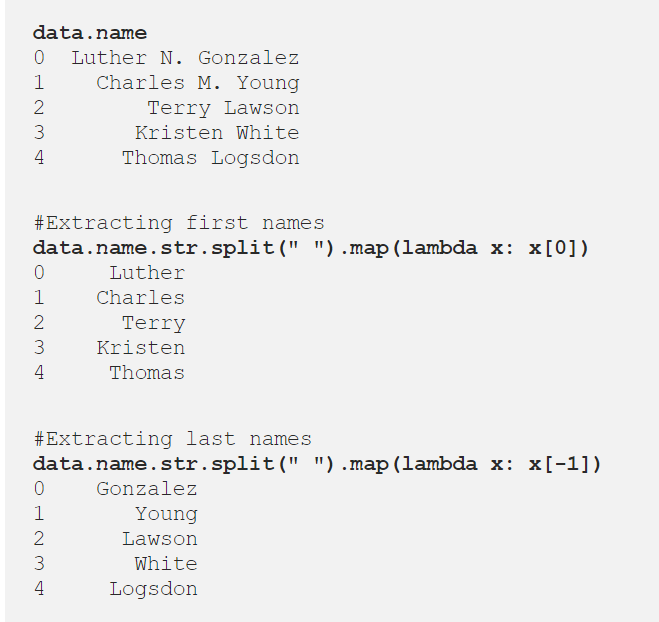 data.name
0  Luther N. Gonzalez
1    Charles M. Young
2        Terry Lawson
3       Kristen White
4      Thomas Logsdon
#Extracting first names
data.name.str.split(" ").map(lambda x: x[0])
0     Luther
1    Charles
2      Terry
3    Kristen
4     Thomas
#Extracting last names
data.name.str.split(" ").map(lambda x: x[-1])
0    Gonzalez
1       Young
2      Lawson
3       White
4     Logsdon